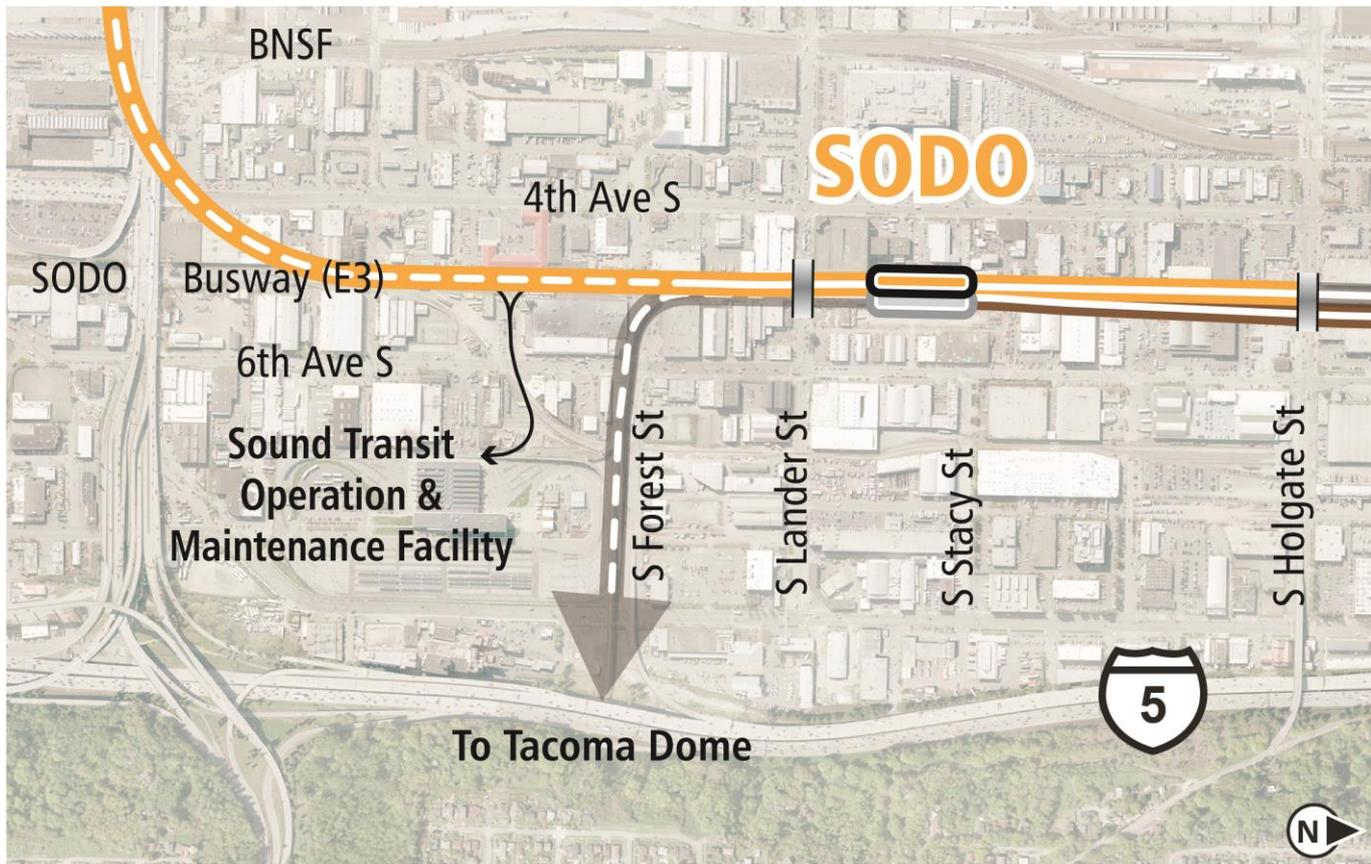 BNSF
SODO
4th Ave S
SODO Busway (E3)
6th Ave S
Sound Transit
Operation &
Maintenance Facility
S Forest St
S Lander St
S Stacy St
S Holgate St
5
To Tacoma Dome
N